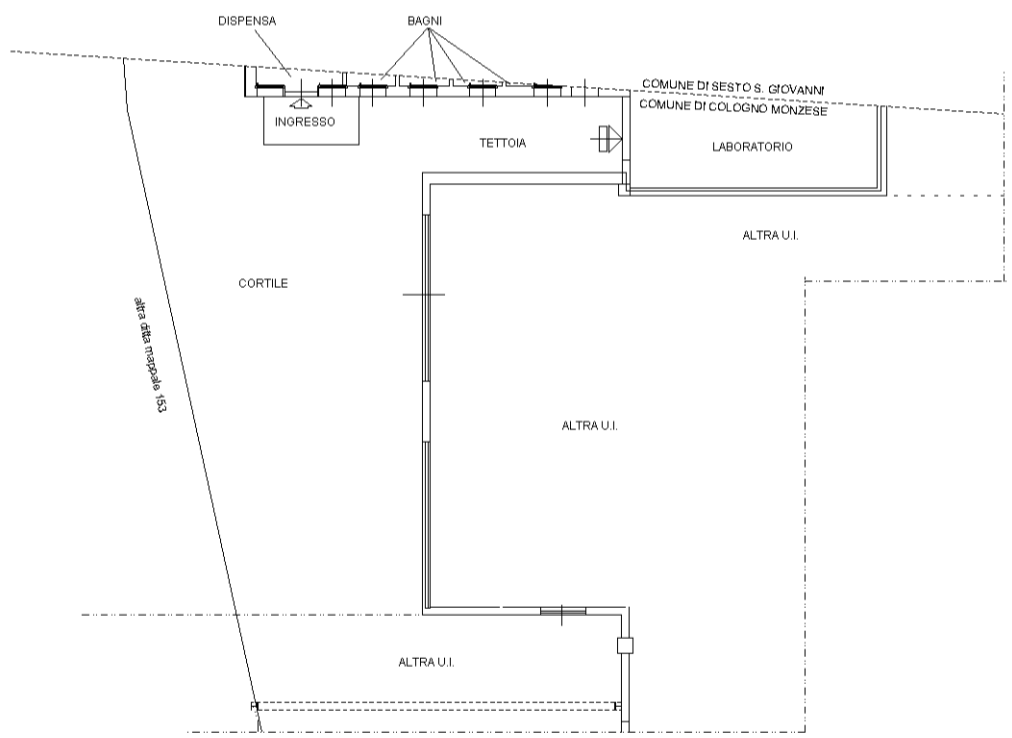 DISPENSA
BAGNI
COMUNE DI SESTO S. GIOVANNI
COMUNE DI COLOGNO MONZESE
INGRESSO
TETTOIA
LABORATORIO
ALTRA U.I.
CORTILE
altra ditta mappale 153
ALTRA U.I.
ALTRA U.I.